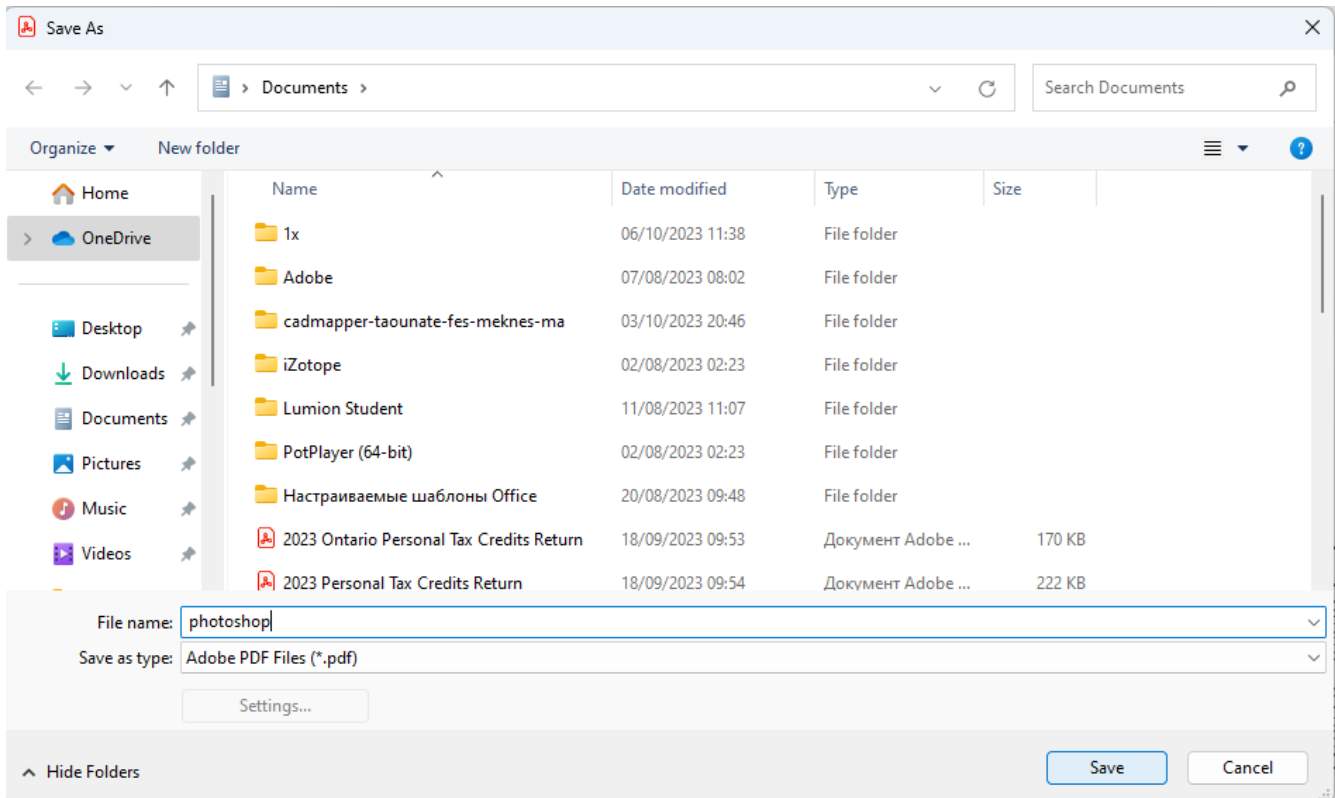 Save As
Documents
Search Documents
Organize New folder
Name Date modified Type Size
Home
OneDrive
Desktop
Downloads
Documents
Pictures
Music
Videos
1x 06/10/2023 11:38 File folder
Adobe 07/08/2023 08:02 File folder
cadmapper-taounate-fes-meknes-ma 03/10/2023 20:46 File folder
iZotope 02/08/2023 02:23 File folder
Lumion Student 11/08/2023 11:07 File folder
PotPlayer (64-bit) 02/08/2023 02:23 File folder
Настраиваемые шаблоны Office 20/08/2023 09:48 File folder
2023 Ontario Personal Tax Credits Return 18/09/2023 09:53 Документ Adobe ... 170 KB
2023 Personal Tax Credits Return 18/09/2023 09:54 Документ Adobe ... 222 KB
File name: photoshop
Save as type: Adobe PDF Files (*.pdf)
Settings...
Hide Folders
Save Cancel